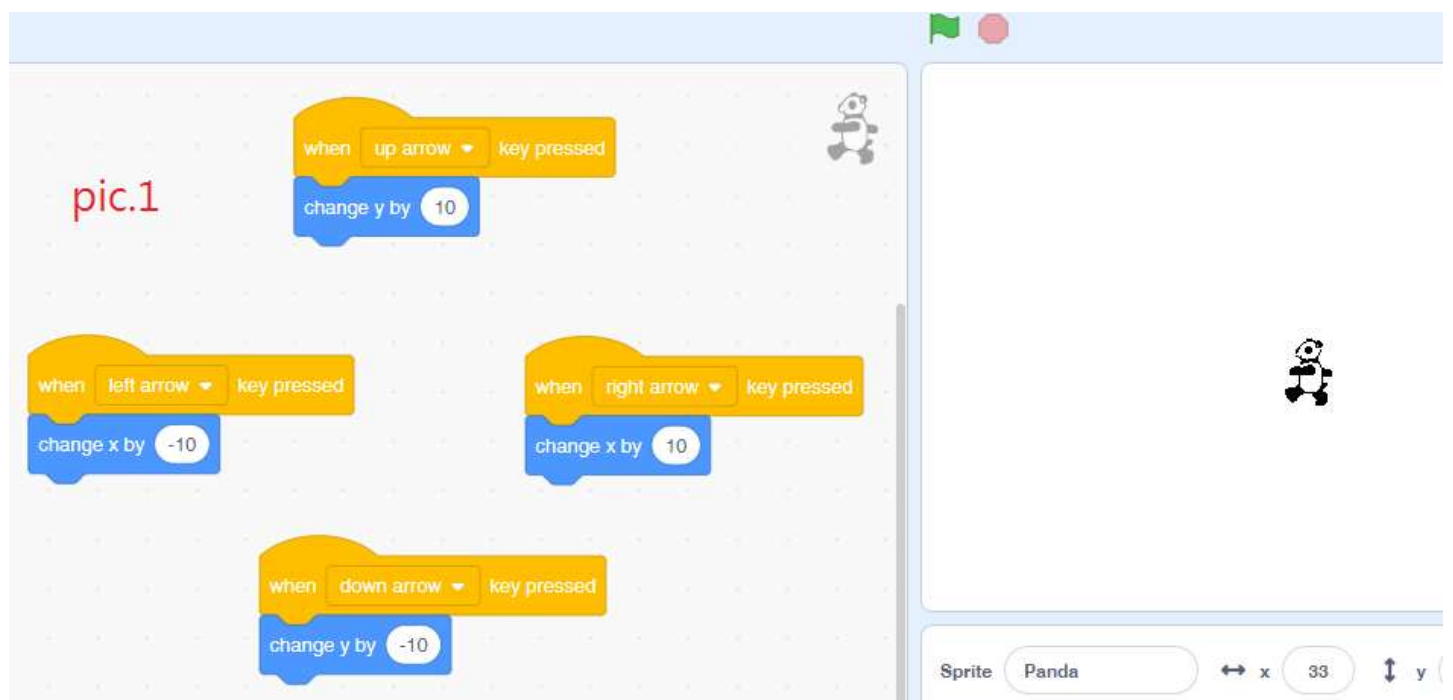 when up arrow key pressed
change y by 10
pic.1
when left arrow key pressed
change x by -10
when right arrow key pressed
change x by 10
when down arrow key pressed
change y by -10
Sprite Panda x 33 y